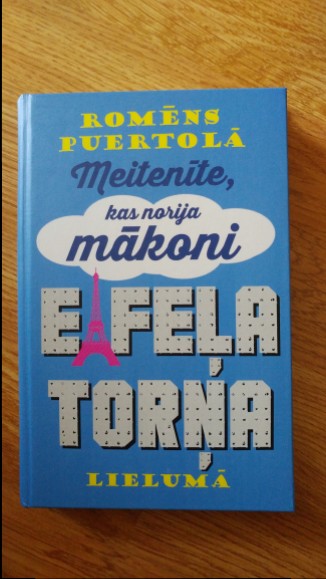 ROMĒNS
PUERTOLĀ
Meitenīte,
kas norija
mākoni
EIFEĻA
TORŅA
LIELUMĀ